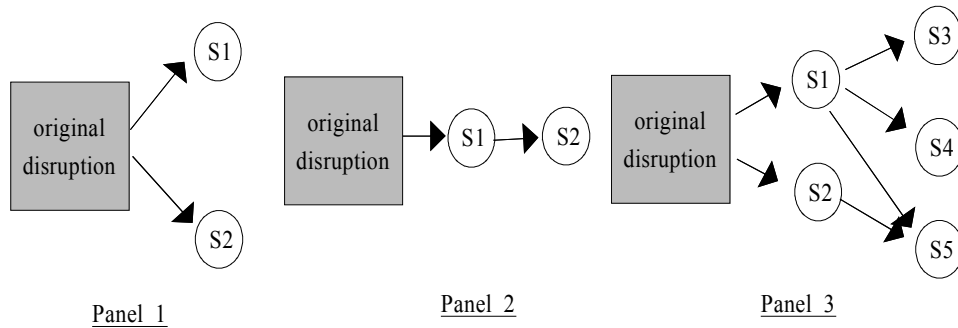 S1
original
disruption
S2
Panel 1
original
disruption
S1
S2
Panel 2
S3
S1
original
disruption
S4
S2
S5
Panel 3